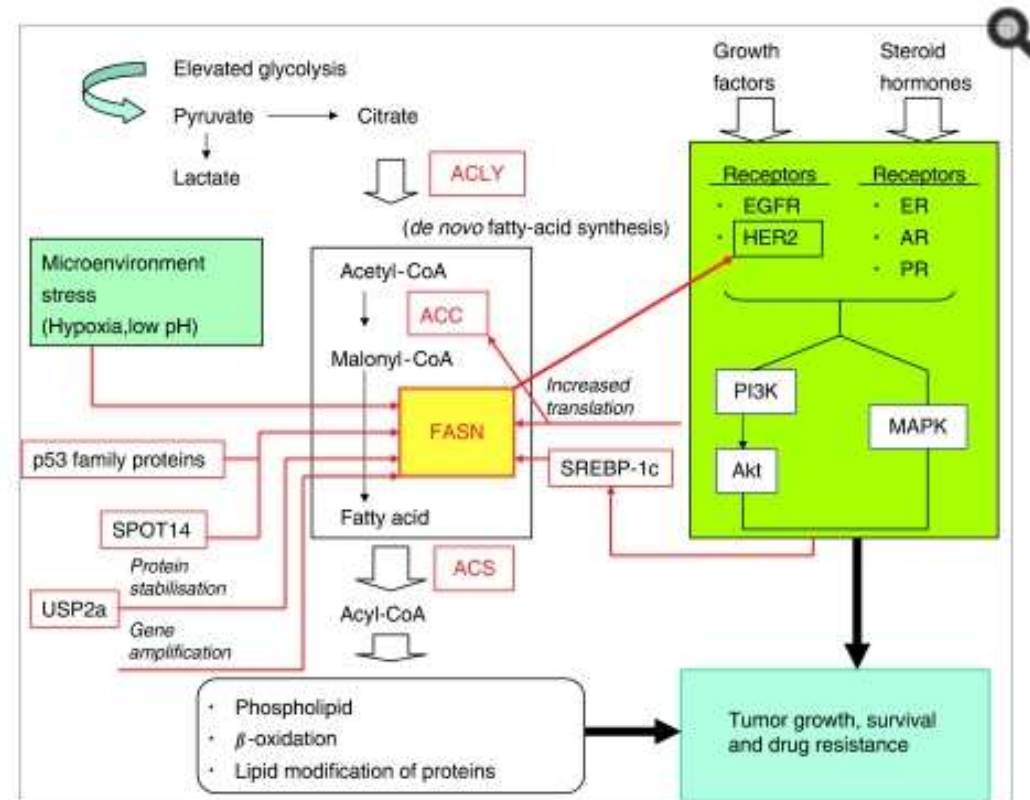 Growth
factors
Steroid
hormones
Elevated glycolysis
Pyruvate
Citrate
Lactate
ACLY
(de novo fatty-acid synthesis)
Receptors
· EGFR
· HER2
Receptors
· ER
· AR
· PR
Microenvironment
stress
(Hypoxia,low pH)
Acetyl-CoA
ACC
Malonyl-CoA
Increased
translation
FASN
PI3K
MAPK
Akt
p53 family proteins
SREBP-1c
SPOT14
Fatty acid
Protein
stabilisation
ACS
USP2a
Acyl-CoA
Gene
amplification
· Phospholipid
· β-oxidation
· Lipid modification of proteins
Tumor growth, survival
and drug resistance